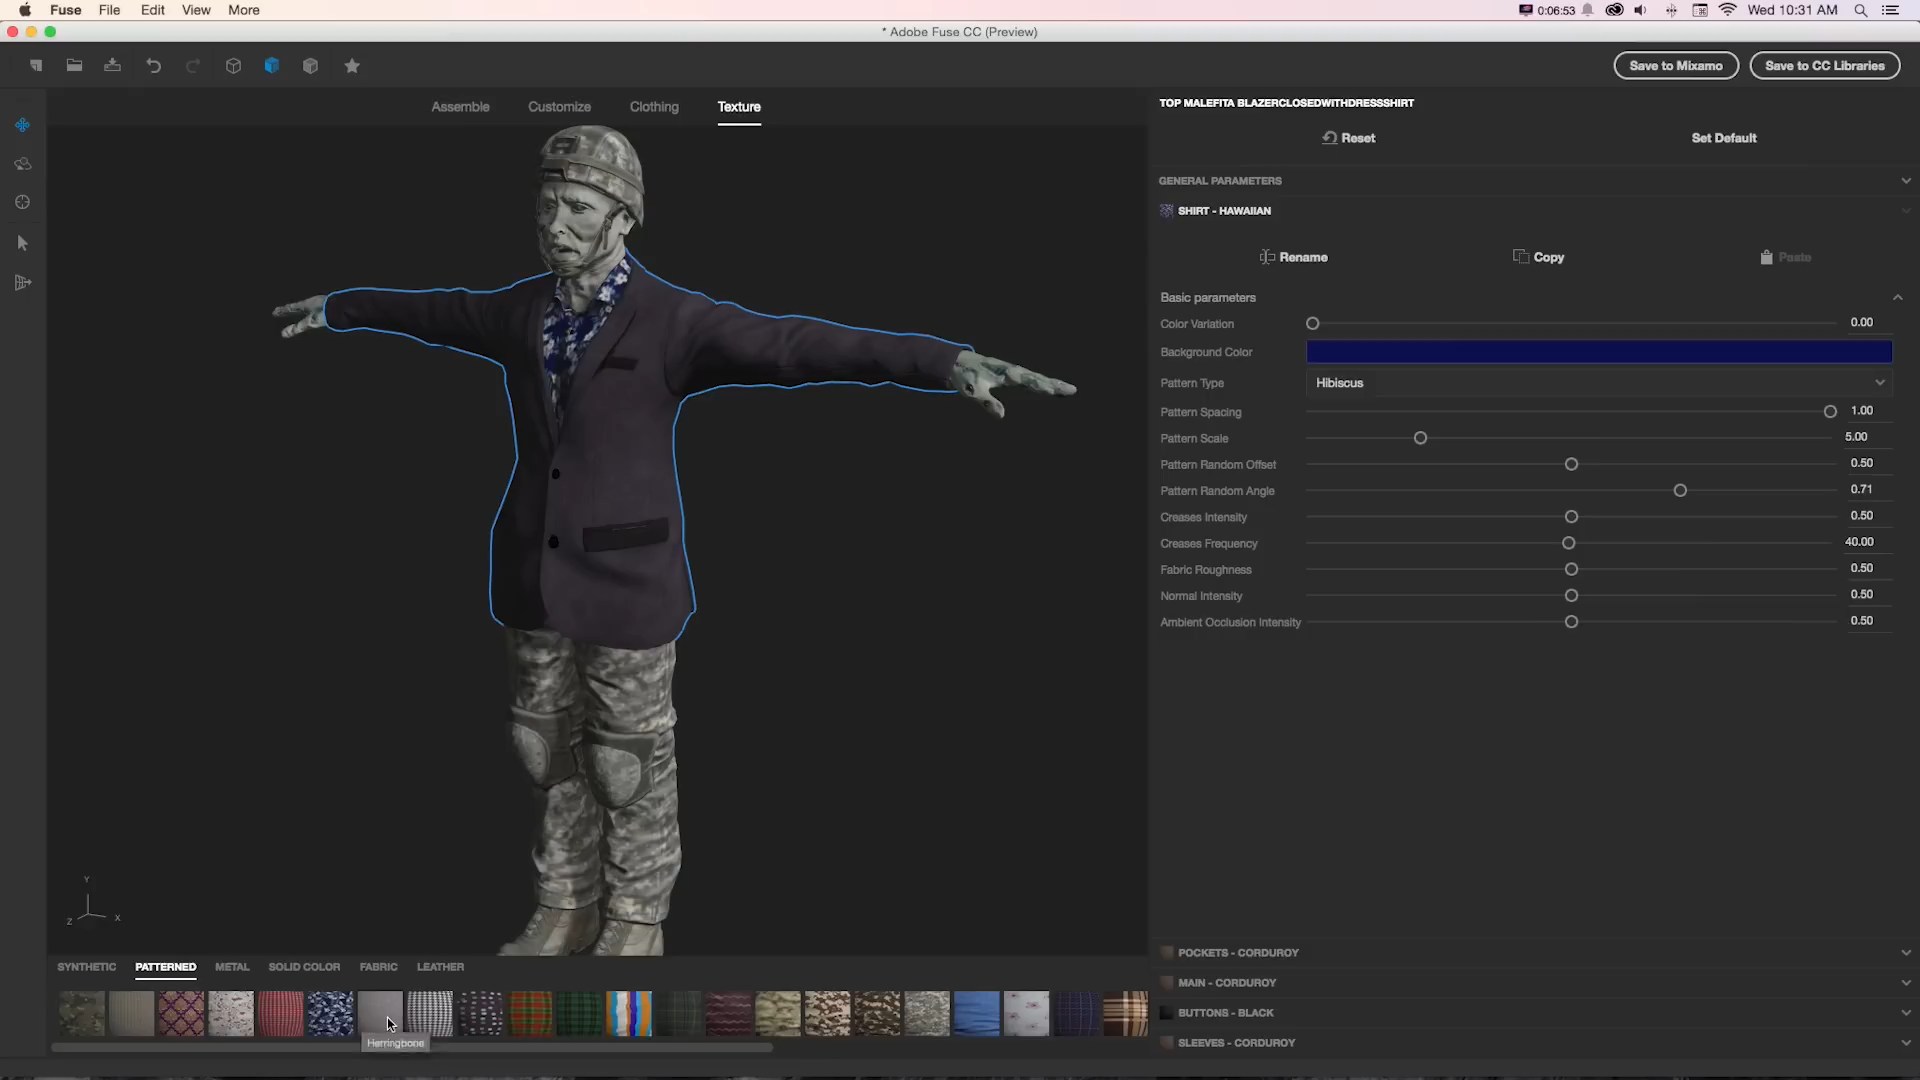 Fuse File Edit View More 0:06:53 Wed 10:31 AM
* Adobe Fuse CC (Preview)
Save to Mixamo Save to CC Libraries
Assemble Customize Clothing Texture
TOP MALEFITA BLAZERCLOSEDWITHDRESSSHIRT
Reset Set Default
GENERAL PARAMETERS
SHIRT - HAWAIIAN
Rename Copy Paste
Basic parameters
Color Variation 0.00
Background Color
Pattern Type Hibiscus
Pattern Spacing 1.00
Pattern Scale 5.00
Pattern Random Offset 0.50
Pattern Random Angle 0.71
Creases Intensity 0.50
Creases Frequency 40.00
Fabric Roughness 0.50
Normal Intensity 0.50
Ambient Occlusion Intensity 0.50
Y
Z X
SYNTHETIC PATTERNED METAL SOLID COLOR FABRIC LEATHER
Herringbone
POCKETS - CORDUROY
MAIN - CORDUROY
BUTTONS - BLACK
SLEEVES - CORDUROY